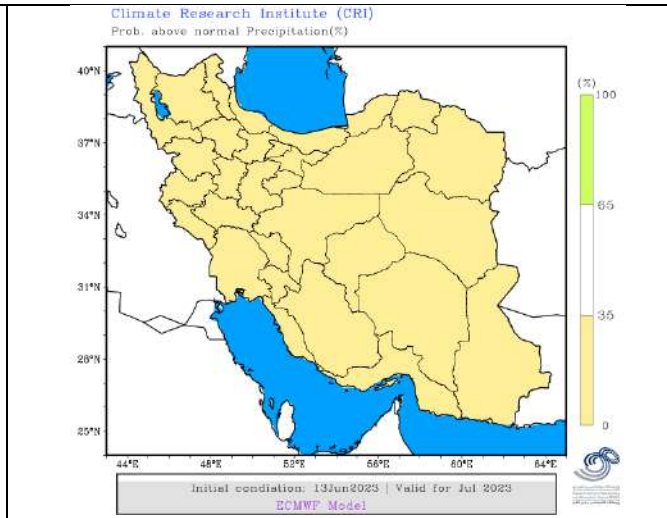 Climate Research Institute (CRI)
Prob. above normal Precipitation(%)
(%)
100
65
35
0
40°N
37°N
34°N
31°N
28°N
25°N
44°E
48°E
52°E
56°E
60°E
64°E
Initial condiation: 13Jun2023 | Valid for Jul 2023
ECMWF Model